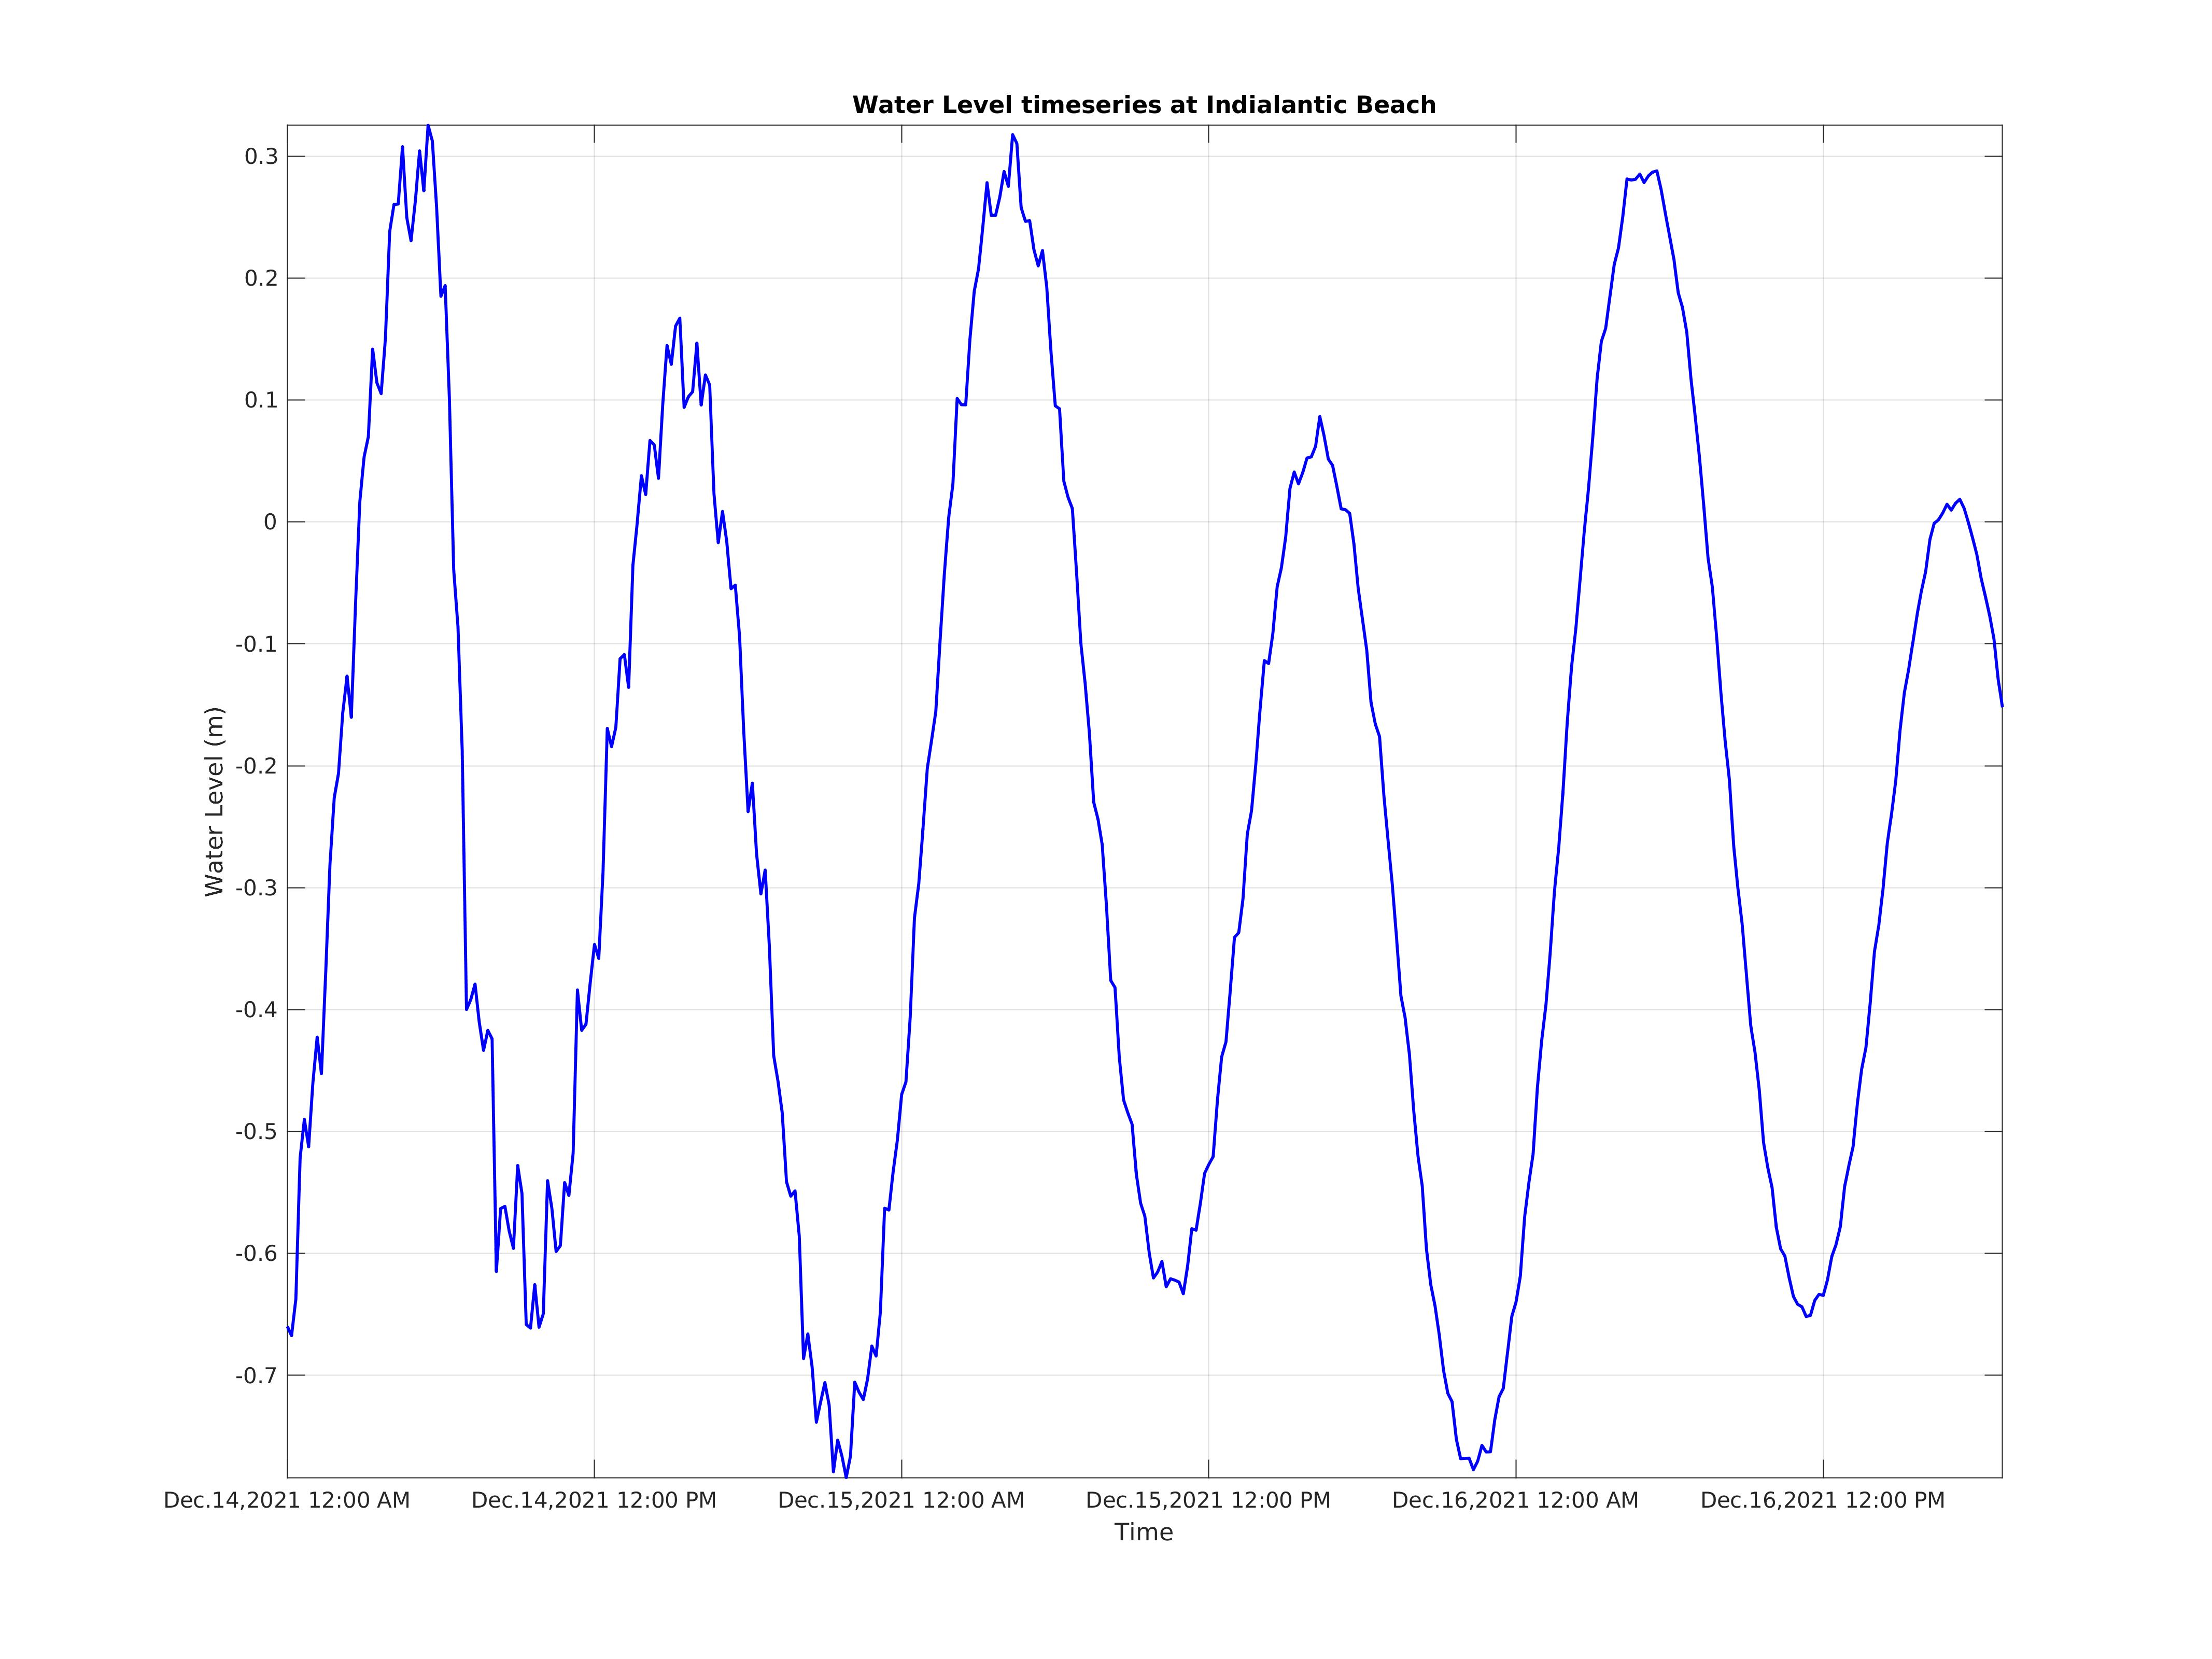 Water Level timeseries at Indialantic Beach
0.3
0.2
0.1
0
-0.1
-0.2
-0.3
-0.4
-0.5
-0.6
-0.7
Water Level (m)
Dec.14,2021 12:00 AM
Dec.14,2021 12:00 PM
Dec.15,2021 12:00 AM
Dec.15,2021 12:00 PM
Dec.16,2021 12:00 AM
Dec.16,2021 12:00 PM
Time